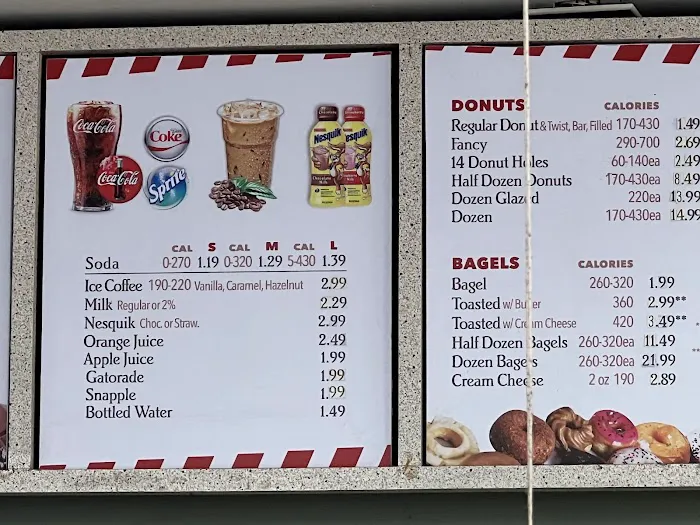 Coca-Cola
Coke
Coca-Cola
Sprite
Nesquik
Nesquik
CAL S CAL M CAL L
Soda 0-270 1.19 0-320 1.29 5-430 1.39
Ice Coffee 190-220 Vanilla, Caramel, Hazelnut 2.99
Milk Regular or 2% 2.29
Nesquik Choc. or Straw. 2.99
Orange Juice 2.49
Apple Juice 1.99
Gatorade 1.99
Snapple 1.99
Bottled Water 1.49
DONUTS CALORIES
Regular Donut & Twist, Bar, Filled 170-430 1.49
Fancy 290-700 2.69
14 Donut Holes 60-140ea 2.49
Half Dozen Donuts 170-430ea 8.49
Dozen Glazed 220ea 13.99
Dozen 170-430ea 14.99
BAGELS CALORIES
Bagel 260-320 1.99
Toasted w/ Butter 360 2.99**
Toasted w/ Cream Cheese 420 3.49**
Half Dozen Bagels 260-320ea 11.49
Dozen Bagels 260-320ea 21.99
Cream Cheese 2 oz 190 2.89